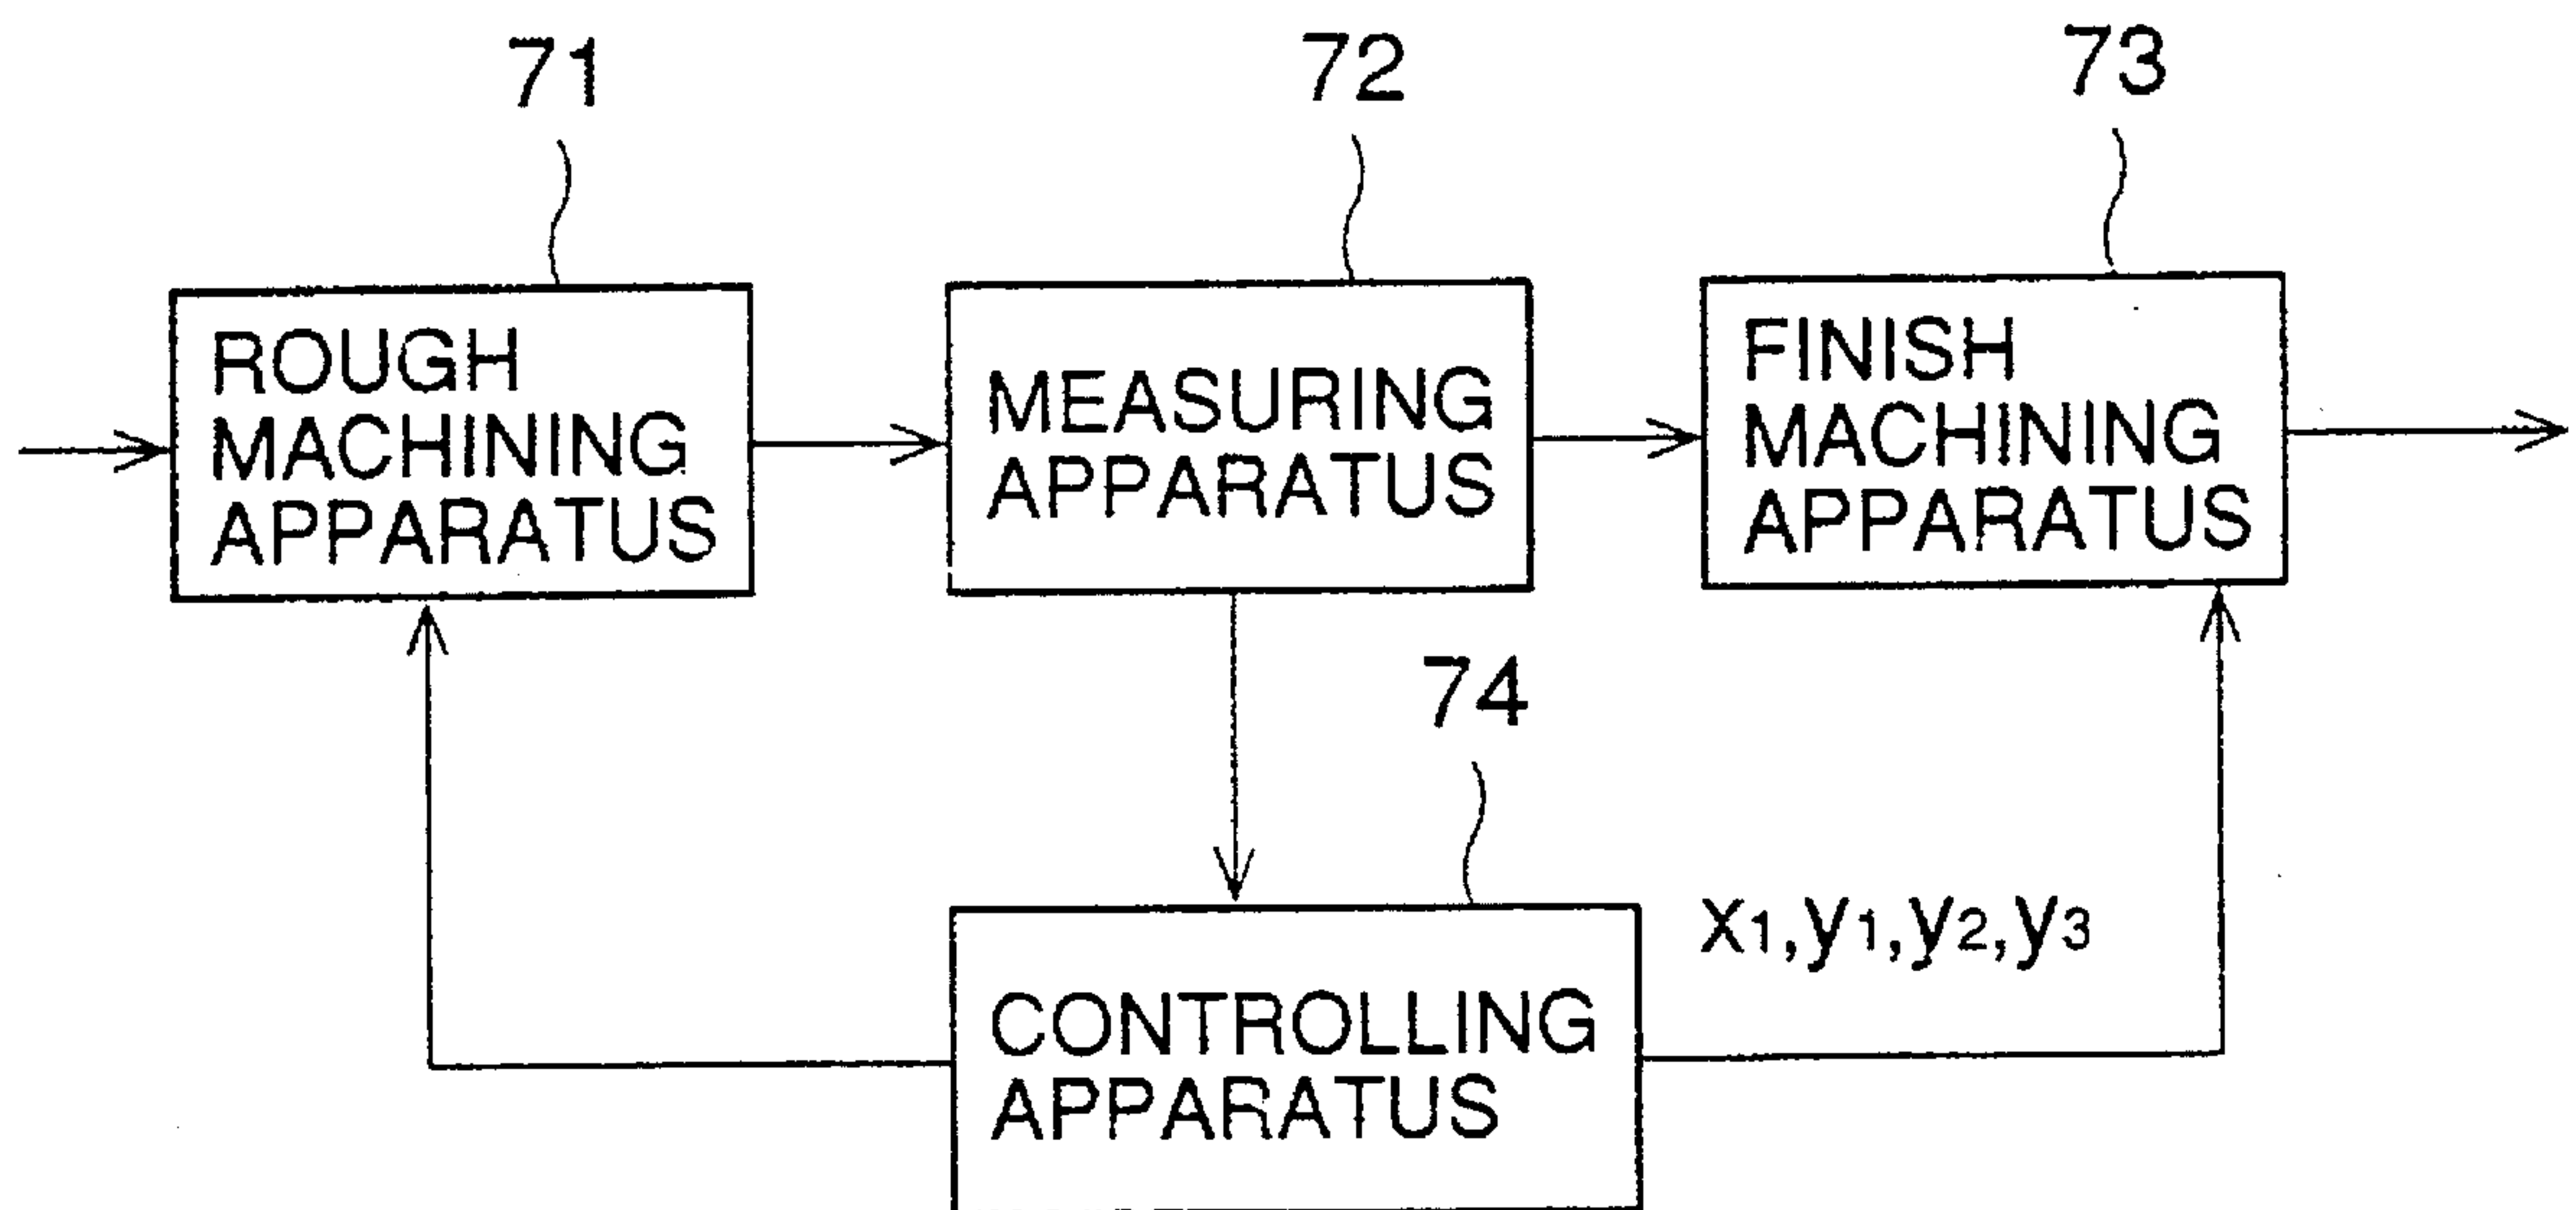 71
72
73
ROUGH
MACHINING
APPARATUS
MEASURING
APPARATUS
FINISH
MACHINING
APPARATUS
74
x1,y1,y2,y3
CONTROLLING
APPARATUS